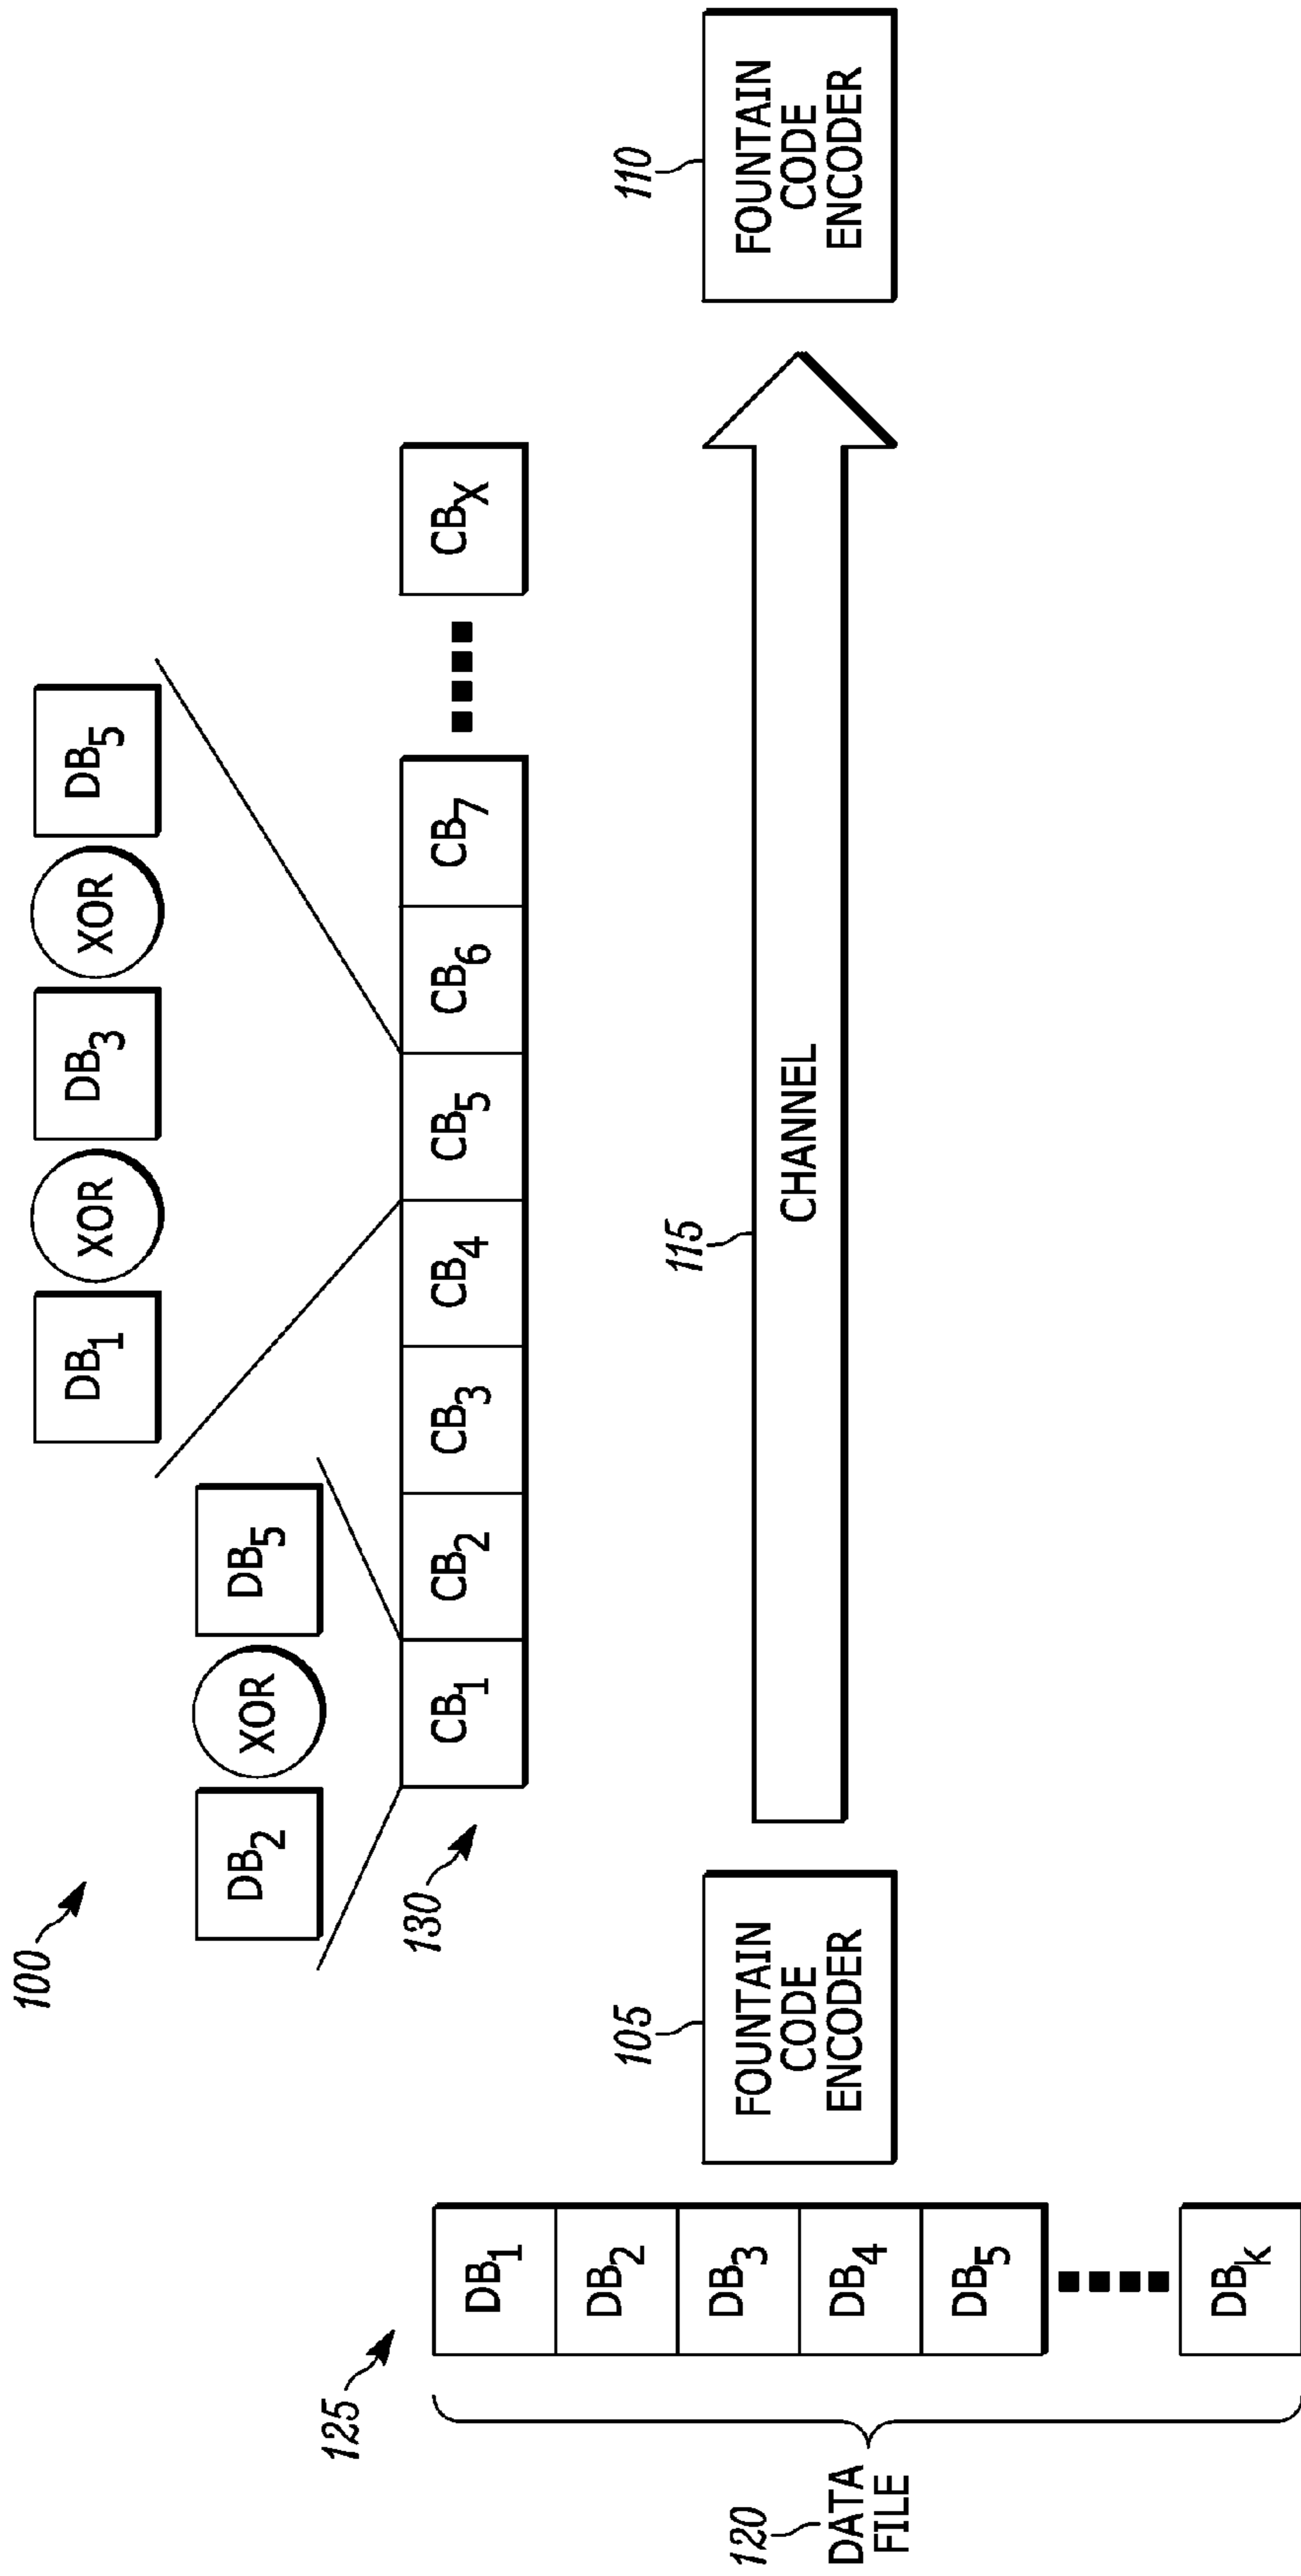 100
DB1 XOR DB3 XOR DB5
DB2 XOR DB5
130
CB1 CB2 CB3 CB4 CB5 CB6 CB7 CBX
125
DB1
DB2
DB3
DB4
DB5
DBk
120
DATA
FILE
105
FOUNTAIN
CODE
ENCODER
115
CHANNEL
110
FOUNTAIN
CODE
ENCODER